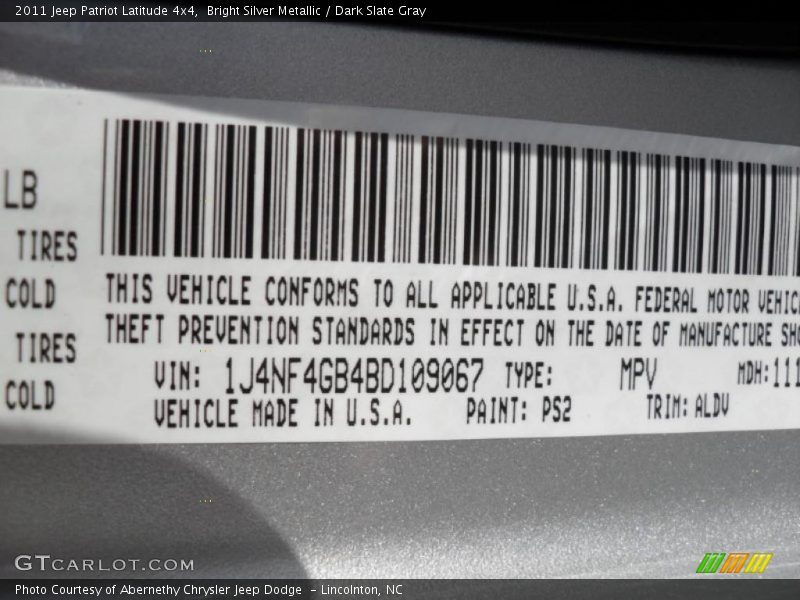 2011 Jeep Patriot Latitude 4x4, Bright Silver Metallic / Dark Slate Gray
LB
TIRES
COLD
TIRES
COLD
THIS VEHICLE CONFORMS TO ALL APPLICABLE U.S.A. FEDERAL MOTOR VEHIC
THEFT PREVENTION STANDARDS IN EFFECT ON THE DATE OF MANUFACTURE SHO
VIN: 1J4NF4GB4BD109067 TYPE: MPV MDH:111
VEHICLE MADE IN U.S.A. PAINT: PS2 TRIM: ALDV
GTCARLOT.COM
Photo Courtesy of Abernethy Chrysler Jeep Dodge - Lincolnton, NC